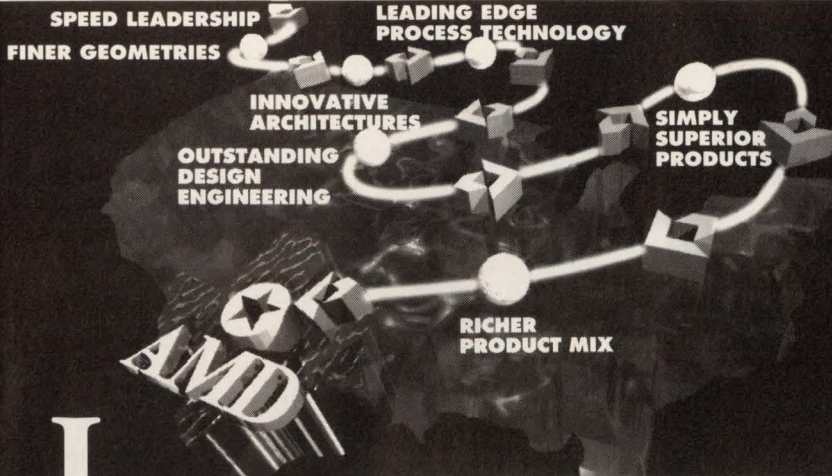 SPEED LEADERSHIP
FINER GEOMETRIES
LEADING EDGE
PROCESS TECHNOLOGY
INNOVATIVE
ARCHITECTURES
OUTSTANDING
DESIGN
ENGINEERING
SIMPLY
SUPERIOR
PRODUCTS
RICHER
PRODUCT MIX
AMD
I